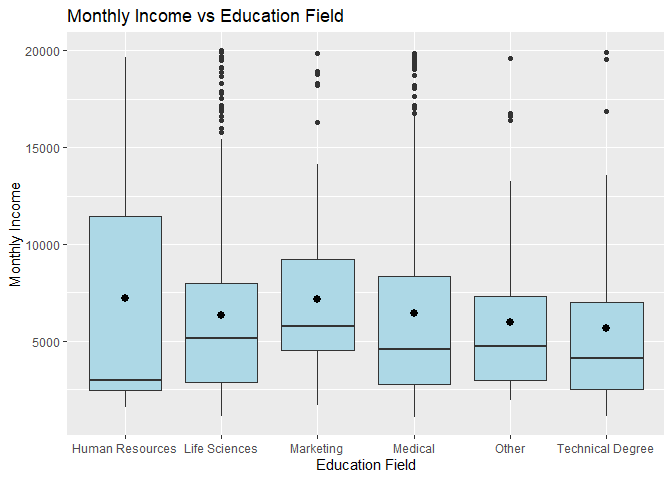 Monthly Income vs Education Field
Monthly Income
20000
15000
10000
5000
Human Resources Life Sciences Marketing Medical Other Technical Degree
Education Field